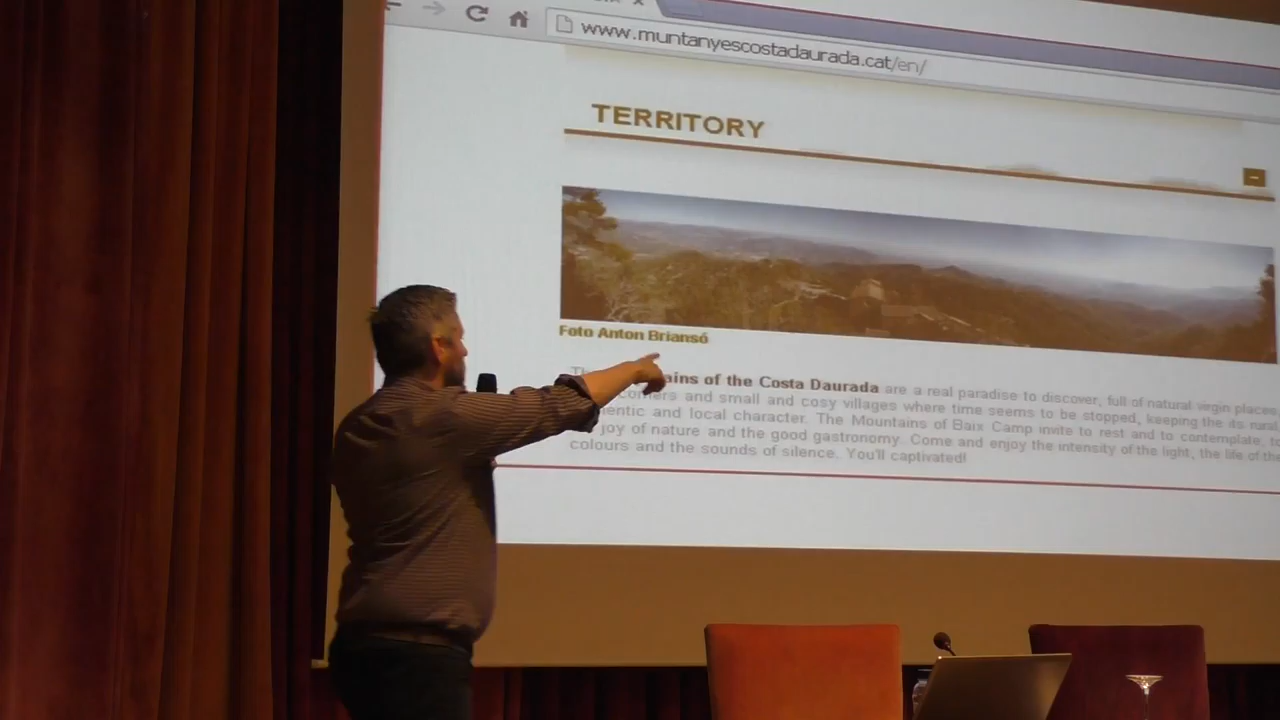 www.muntanyescostadaurada.cat/en/
TERRITORY
Foto Anton Briansó
ains of the Costa Daurada are a real paradise to discover, full of natural virgin places
and small and cosy villages where time seems to be stopped, keeping the its rural
entic and local character. The Mountains of Baix Camp invite to rest and to contemplate,
joy of nature and the good gastronomy. Come and enjoy the intensity of the light, the life of the
colours and the sounds of silence. You'll captivated!